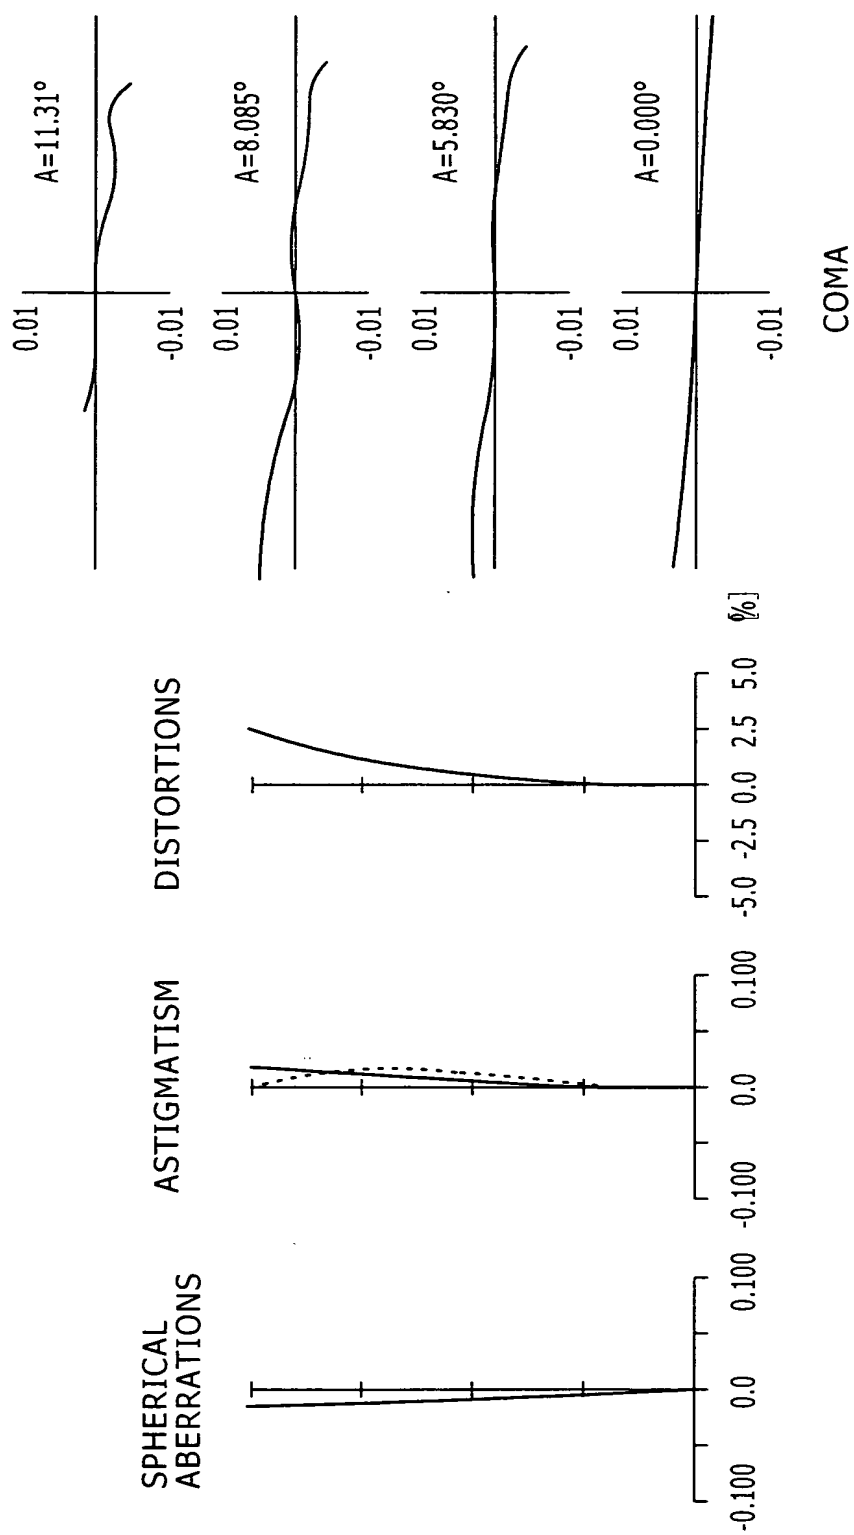 SPHERICAL
ABERRATIONS
-0.100 0.0 0.100
ASTIGMATISM
-0.100 0.0 0.100
DISTORTIONS
-5.0 -2.5 0.0 2.5 5.0 [%]
0.01
A=11.31°
-0.01
0.01
A=8.085°
-0.01
0.01
A=5.830°
-0.01
0.01
A=0.000°
-0.01
COMA